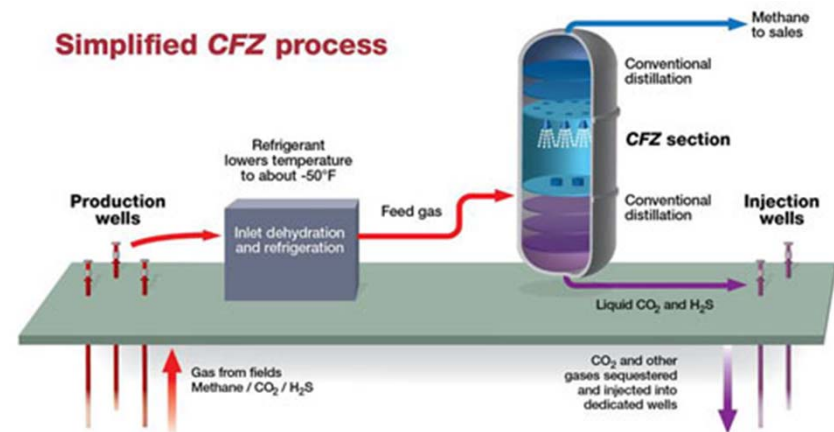 Simplified CFZ process
Methane
to sales
Conventional
distillation
CFZ section
Conventional
distillation
Refrigerant
lowers temperature
to about -50°F
Production
wells
Inlet dehydration
and refrigeration
Feed gas
Injection
wells
Liquid CO₂ and H₂S
Gas from fields
Methane / CO₂ / H₂S
CO₂ and other
gases sequestered
and injected into
dedicated wells